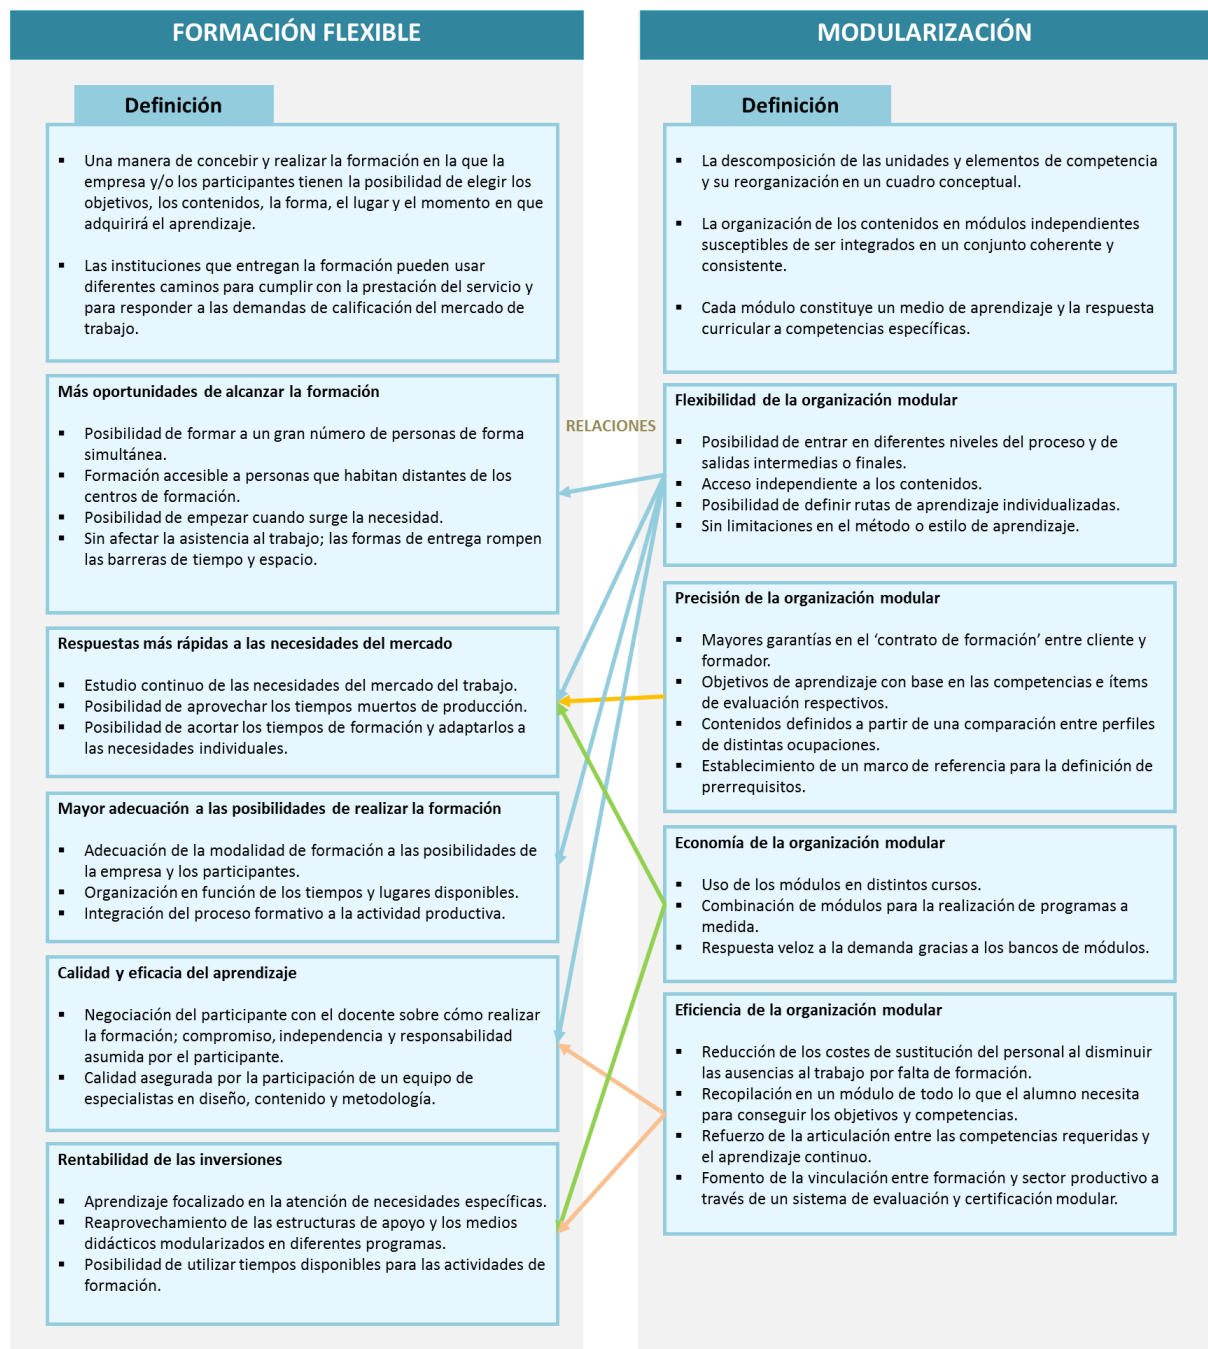 FORMACIÓN FLEXIBLE
Definición
▪ Una manera de concebir y realizar la formación en la que la
empresa y/o los participantes tienen la posibilidad de elegir los
objetivos, los contenidos, la forma, el lugar y el momento en que
adquirirá el aprendizaje.
▪ Las instituciones que entregan la formación pueden usar
diferentes caminos para cumplir con la prestación del servicio y
para responder a las demandas de calificación del mercado de
trabajo.
Más oportunidades de alcanzar la formación
▪ Posibilidad de formar a un gran número de personas de forma
simultánea.
▪ Formación accesible a personas que habitan distantes de los
centros de formación.
▪ Posibilidad de empezar cuando surge la necesidad.
▪ Sin afectar la asistencia al trabajo; las formas de entrega rompen
las barreras de tiempo y espacio.
Respuestas más rápidas a las necesidades del mercado
▪ Estudio continuo de las necesidades del mercado del trabajo.
▪ Posibilidad de aprovechar los tiempos muertos de producción.
▪ Posibilidad de acortar los tiempos de formación y adaptarlos a
las necesidades individuales.
Mayor adecuación a las posibilidades de realizar la formación
▪ Adecuación de la modalidad de formación a las posibilidades de
la empresa y los participantes.
▪ Organización en función de los tiempos y lugares disponibles.
▪ Integración del proceso formativo a la actividad productiva.
Calidad y eficacia del aprendizaje
▪ Negociación del participante con el docente sobre cómo realizar
la formación; compromiso, independencia y responsabilidad
asumida por el participante.
▪ Calidad asegurada por la participación de un equipo de
especialistas en diseño, contenido y metodología.
Rentabilidad de las inversiones
▪ Aprendizaje focalizado en la atención de necesidades específicas.
▪ Reaprovechamiento de las estructuras de apoyo y los medios
didácticos modularizados en diferentes programas.
▪ Posibilidad de utilizar tiempos disponibles para las actividades de
formación.
RELACIONES
MODULARIZACIÓN
Definición
▪ La descomposición de las unidades y elementos de competencia
y su reorganización en un cuadro conceptual.
▪ La organización de los contenidos en módulos independientes
susceptibles de ser integrados en un conjunto coherente y
consistente.
▪ Cada módulo constituye un medio de aprendizaje y la respuesta
curricular a competencias específicas.
Flexibilidad de la organización modular
▪ Posibilidad de entrar en diferentes niveles del proceso y de
salidas intermedias o finales.
▪ Acceso independiente a los contenidos.
▪ Posibilidad de definir rutas de aprendizaje individualizadas.
▪ Sin limitaciones en el método o estilo de aprendizaje.
Precisión de la organización modular
▪ Mayores garantías en el ‘contrato de formación’ entre cliente y
formador.
▪ Objetivos de aprendizaje con base en las competencias e ítems
de evaluación respectivos.
▪ Contenidos definidos a partir de una comparación entre perfiles
de distintas ocupaciones.
▪ Establecimiento de un marco de referencia para la definición de
prerrequisitos.
Economía de la organización modular
▪ Uso de los módulos en distintos cursos.
▪ Combinación de módulos para la realización de programas a
medida.
▪ Respuesta veloz a la demanda gracias a los bancos de módulos.
Eficiencia de la organización modular
▪ Reducción de los costes de sustitución del personal al disminuir
las ausencias al trabajo por falta de formación.
▪ Recopilación en un módulo de todo lo que el alumno necesita
para conseguir los objetivos y competencias.
▪ Refuerzo de la articulación entre las competencias requeridas y
el aprendizaje continuo.
▪ Fomento de la vinculación entre formación y sector productivo a
través de un sistema de evaluación y certificación modular.